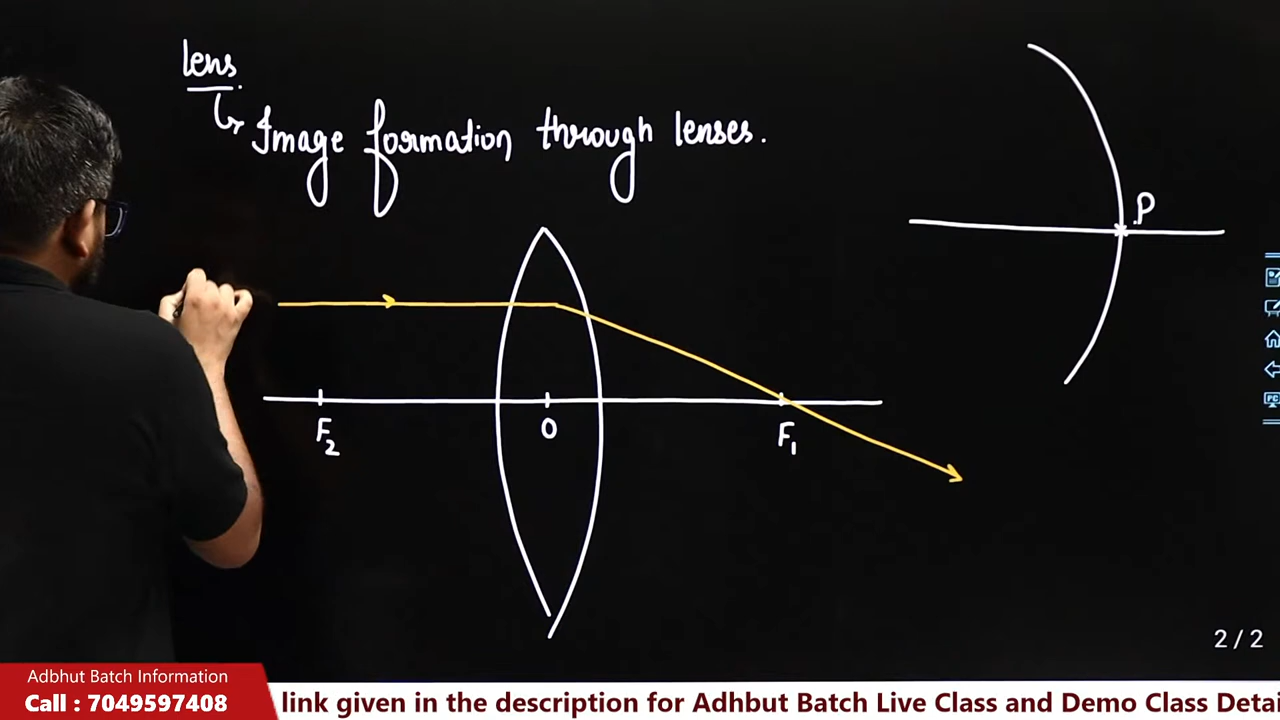 lens.
Image formation through lenses.
.P
F₂
O
F₁
2 / 2
Adbhut Batch Information
Call : 7049597408
link given in the description for Adhbut Batch Live Class and Demo Class Detai